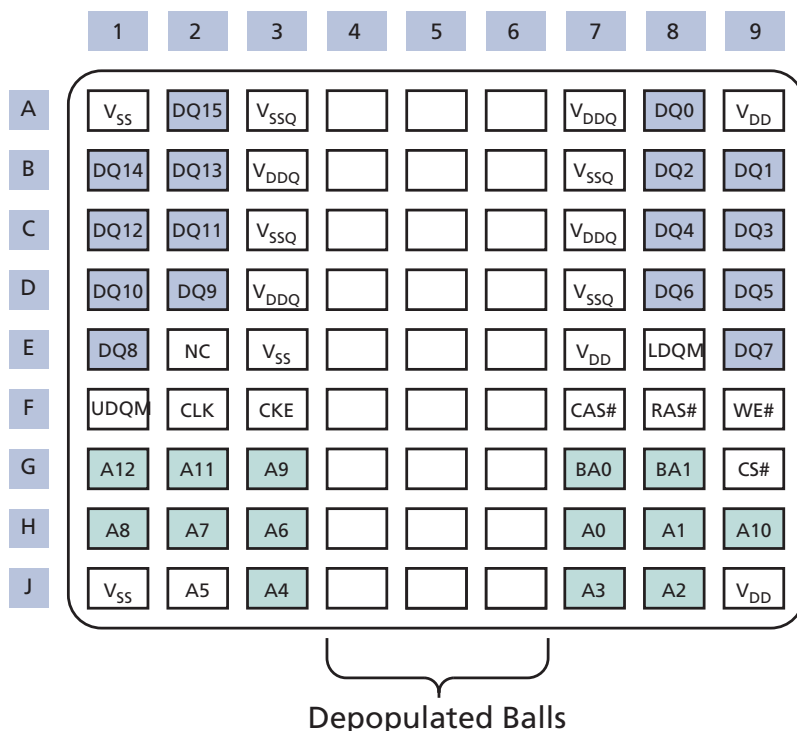 1 2 3 4 5 6 7 8 9
A VSS DQ15 VSSQ VDDQ DQ0 VDD
B DQ14 DQ13 VDDQ VSSQ DQ2 DQ1
C DQ12 DQ11 VSSQ VDDQ DQ4 DQ3
D DQ10 DQ9 VDDQ VSSQ DQ6 DQ5
E DQ8 NC VSS VDD LDQM DQ7
F UDQM CLK CKE CAS# RAS# WE#
G A12 A11 A9 BA0 BA1 CS#
H A8 A7 A6 A0 A1 A10
J VSS A5 A4 A3 A2 VDD
Depopulated Balls